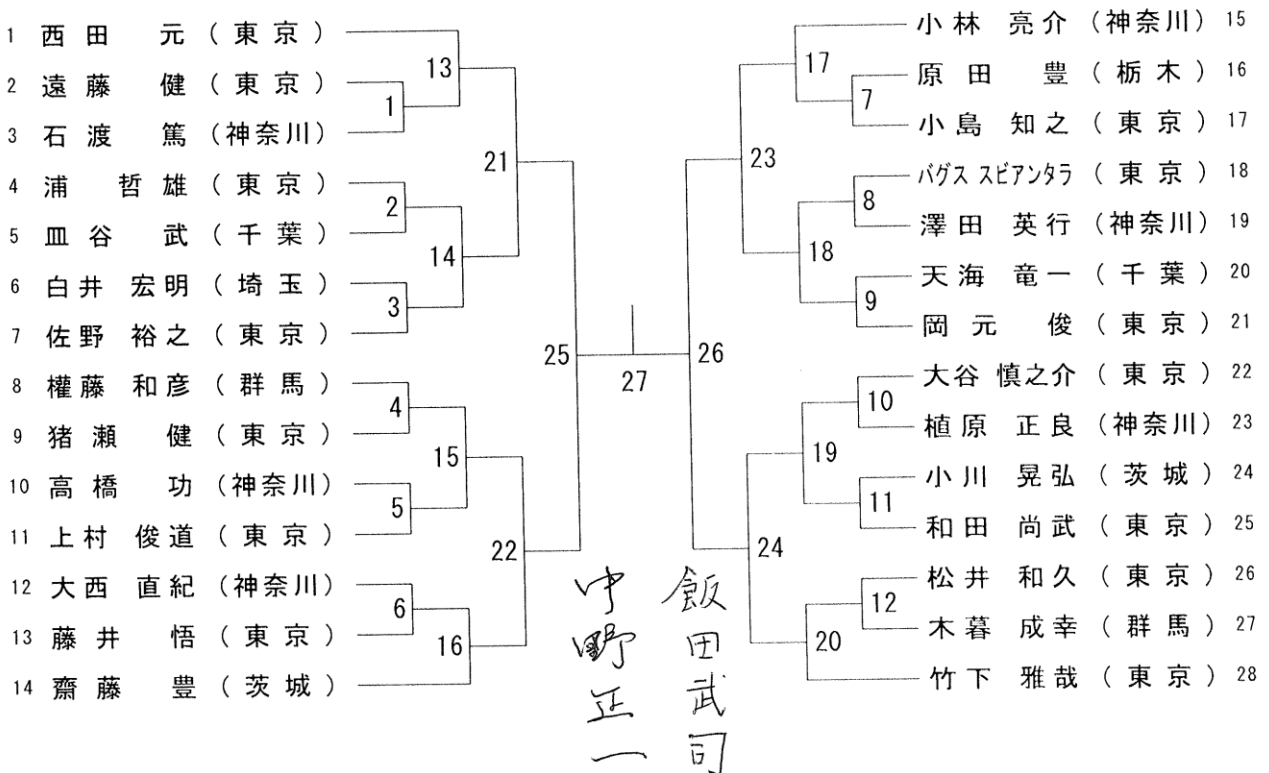 1 西田 元 (東京)
2 遠藤 健 (東京)
3 石渡 篤 (神奈川)
4 浦 哲雄 (東京)
5 皿谷 武 (千葉)
6 白井 宏明 (埼玉)
7 佐野 裕之 (東京)
8 權藤 和彦 (群馬)
9 猪瀬 健 (東京)
10 高橋 功 (神奈川)
11 上村 俊道 (東京)
12 大西 直紀 (神奈川)
13 藤井 悟 (東京)
14 齋藤 豊 (茨城)
13
1
21
2
14
3
25
4
15
5
22
6
16
27
小林 亮介 (神奈川) 15
原田 豊 (栃木) 16
小島 知之 (東京) 17
バグス スビアンタラ (東京) 18
澤田 英行 (神奈川) 19
天海 竜一 (千葉) 20
岡元 俊 (東京) 21
大谷 慎之介 (東京) 22
植原 正良 (神奈川) 23
小川 晃弘 (茨城) 24
和田 尚武 (東京) 25
松井 和久 (東京) 26
木暮 成幸 (群馬) 27
竹下 雅哉 (東京) 28
17
7
23
8
18
9
26
10
19
11
24
12
20
飯田武司
中野正一